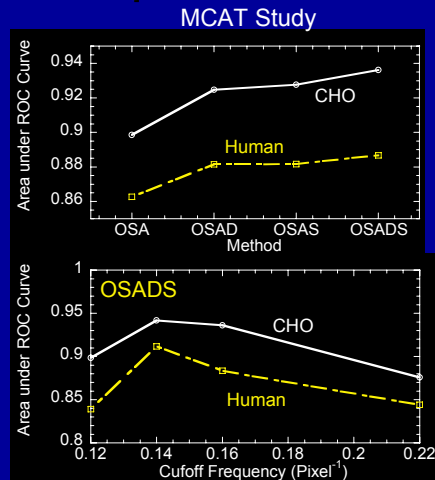 MCAT Study
Area under ROC Curve
0.94
0.92
0.9
0.88
0.86
CHO
Human
OSA OSAD OSAS OSADS
Method
Area under ROC Curve
1
0.95
0.9
0.85
0.8
OSADS
CHO
Human
0.12 0.14 0.16 0.18 0.2 0.22
Cufoff Frequency (Pixel-1)